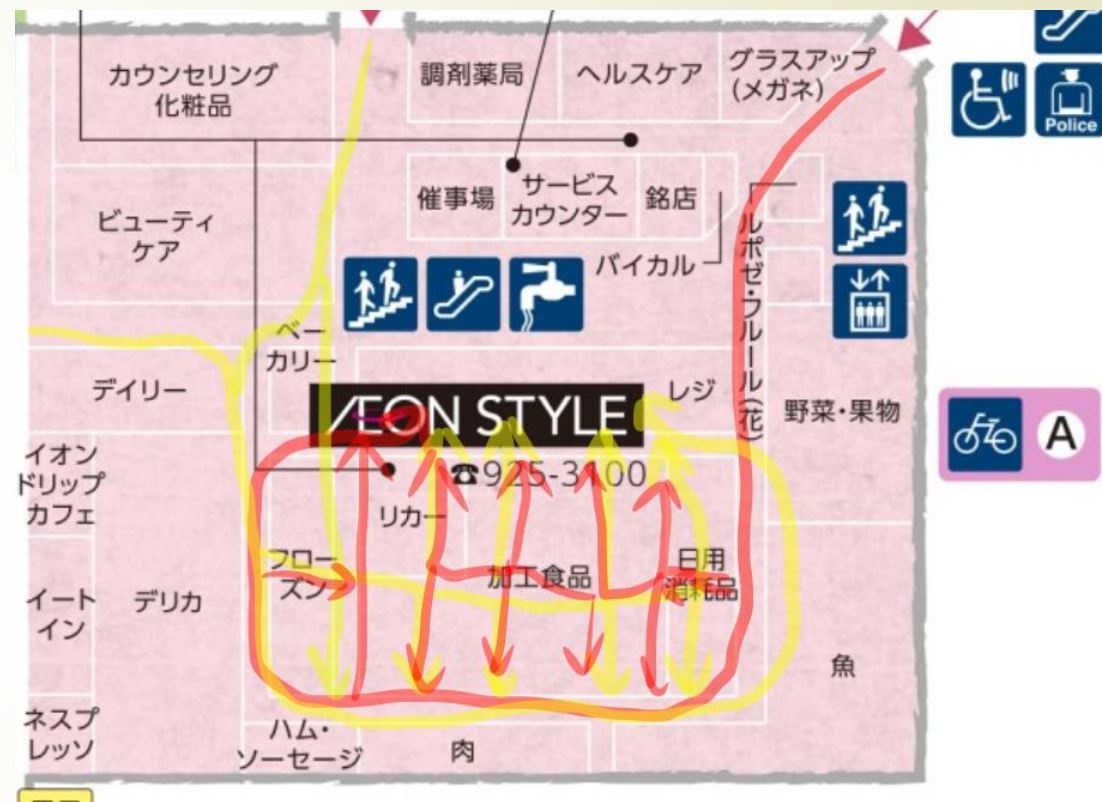 カウンセリング
化粧品
調剤薬局
ヘルスケア
グラスアップ
(メガネ)
Police
ビューティ
ケア
催事場
サービス
カウンター
銘店
バイカル
ルポゼ・フルール(花)
ベー
カリー
デイリー
レジ
野菜・果物
ÆON STYLE
☎925-3100
A
イオン
ドリップ
カフェ
リカー
フロー
ズン
加工食品
日用
消耗品
イート
イン
デリカ
魚
ネスプ
レッソ
ハム・
ソーセージ
肉